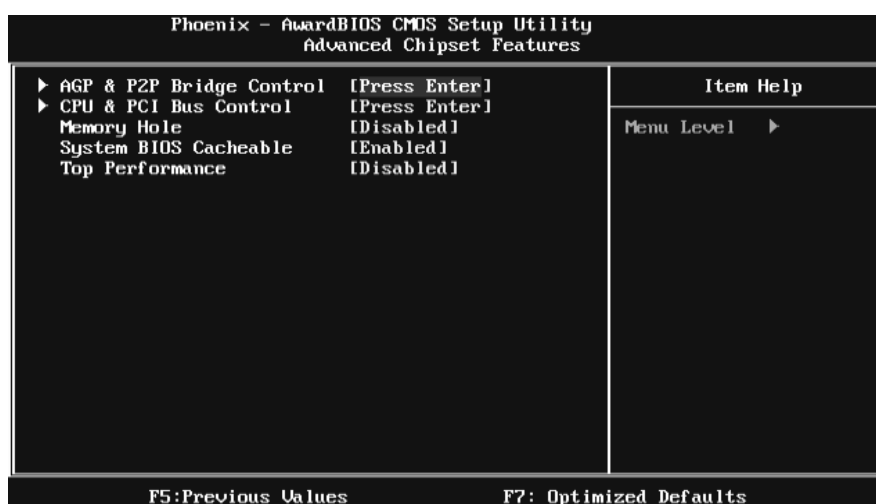 Phoenix - AwardBIOS CMOS Setup Utility
Advanced Chipset Features
AGP & P2P Bridge Control [Press Enter]
CPU & PCI Bus Control [Press Enter]
Memory Hole [Disabled]
System BIOS Cacheable [Enabled]
Top Performance [Disabled]
Item Help
Menu Level
F5:Previous Values F7: Optimized Defaults